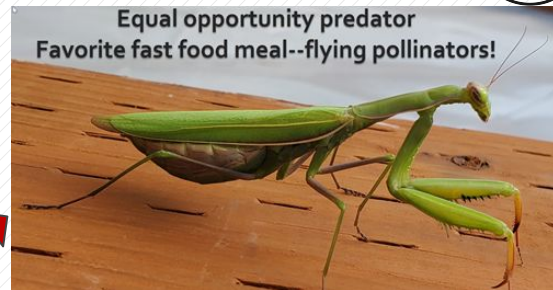 Equal opportunity predator
Favorite fast food meal--flying pollinators!